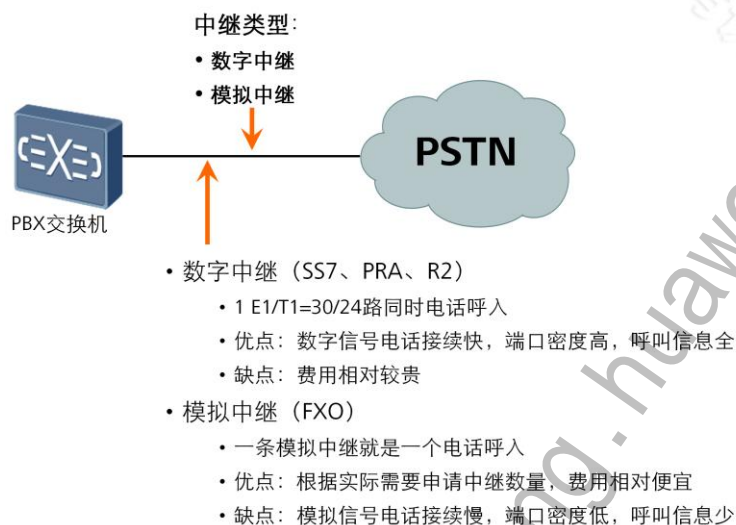 中继类型:
• 数字中继
• 模拟中继
PSTN
PBX交换机
• 数字中继（SS7、PRA、R2）
• 1 E1/T1=30/24路同时电话呼入
• 优点：数字信号电话接续快，端口密度高，呼叫信息全
• 缺点：费用相对较贵
• 模拟中继（FXO）
• 一条模拟中继就是一个电话呼入
• 优点：根据实际需要申请中继数量，费用相对便宜
• 缺点：模拟信号电话接续慢，端口密度低，呼叫信息少
ng.huawe